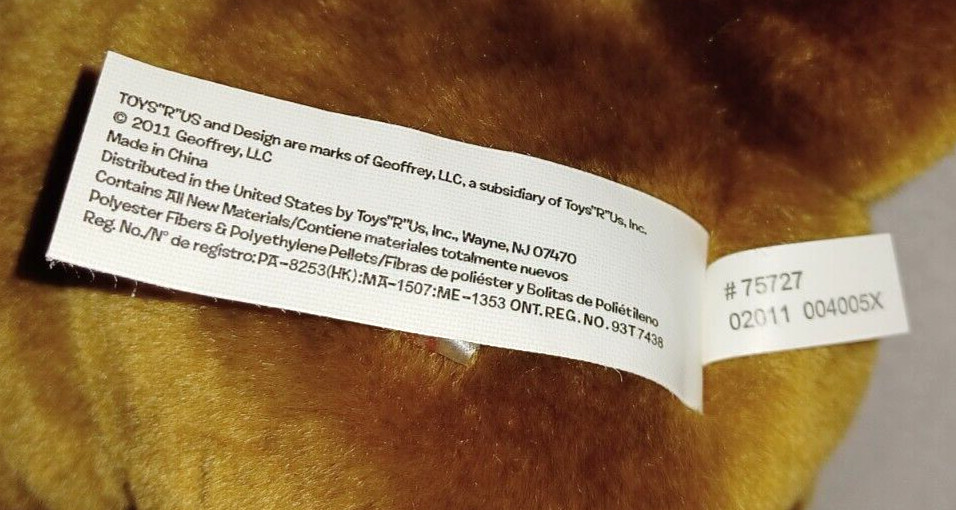 TOYS"R"US and Design are marks of Geoffrey, LLC, a subsidiary of Toys"R"Us, Inc.
© 2011 Geoffrey, LLC
Made in China
Distributed in the United States by Toys"R"Us, Inc., Wayne, NJ 07470
Contains All New Materials/Contiene materiales totalmente nuevos
Polyester Fibers & Polyethylene Pellets/Fibras de poliéster y Bolitas de Polietileno
Reg. No./N° de registro:PA-8253(HK):MA-1507:ME-1353 ONT.REG.NO.93T7438
# 75727
02011 004005X